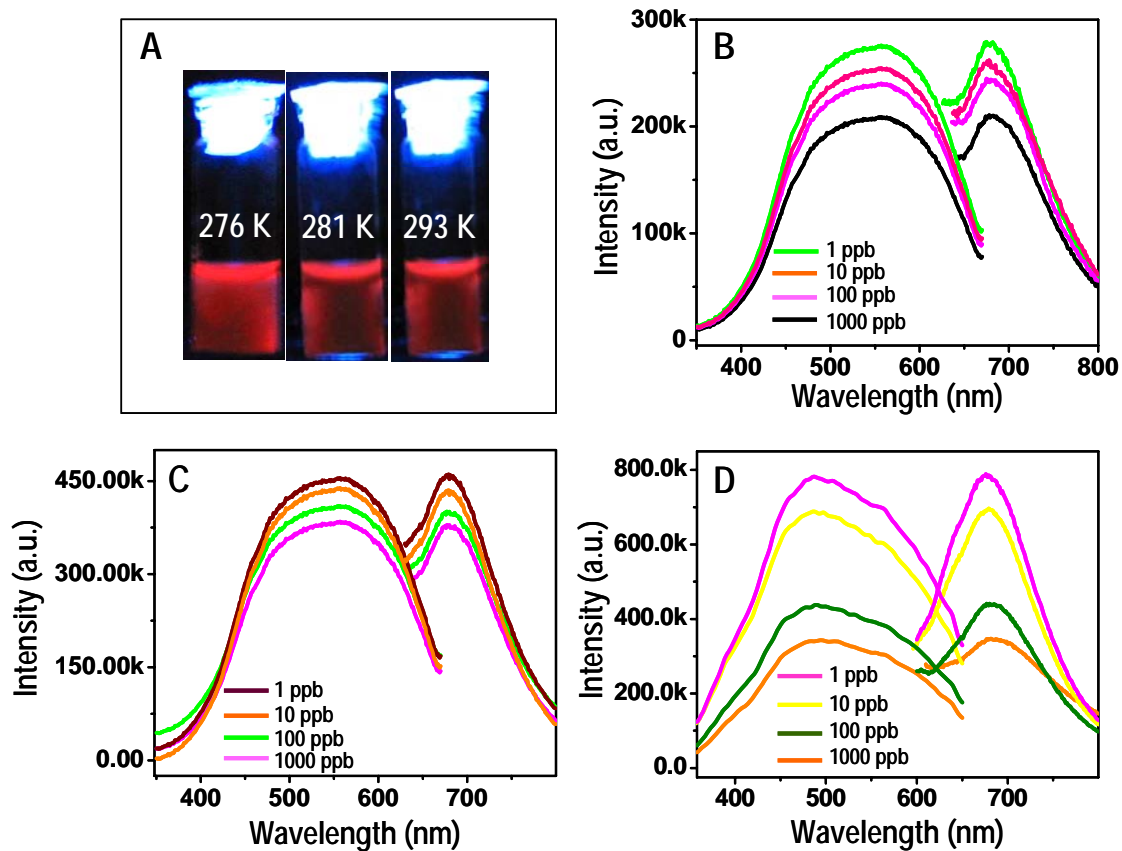 A
276 K 281 K 293 K
B
300k
200k
100k
0
Intensity (a.u.)
1 ppb
10 ppb
100 ppb
1000 ppb
400 500 600 700 800
Wavelength (nm)
C
450.00k
300.00k
150.00k
0.00
Intensity (a.u.)
1 ppb
10 ppb
100 ppb
1000 ppb
400 500 600 700
Wavelength (nm)
D
800.0k
600.0k
400.0k
200.0k
0.0
Intensity (a.u.)
1 ppb
10 ppb
100 ppb
1000 ppb
400 500 600 700
Wavelength (nm)